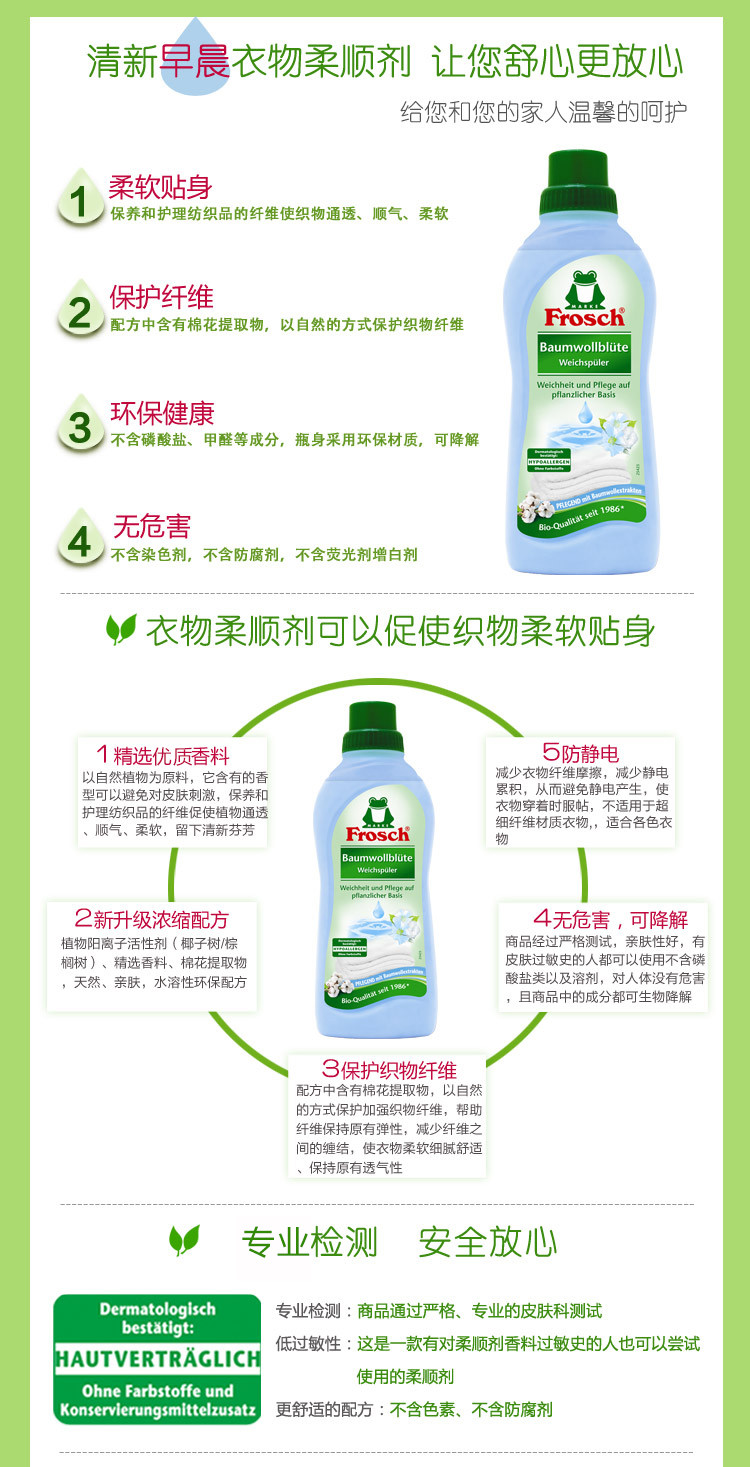 清新早晨衣物柔顺剂 让您舒心更放心
给您和您的家人温馨的呵护
1 柔软贴身
保养和护理纺织品的纤维使织物通透、顺气、柔软
2 保护纤维
配方中含有棉花提取物，以自然的方式保护织物纤维
3 环保健康
不含磷酸盐、甲醛等成分，瓶身采用环保材质，可降解
4 无危害
不含染色剂，不含防腐剂，不含荧光剂增白剂
MARKE
Frosch®
Baumwollblüte
Weichspüler
Weichheit und Pflege auf
pflanzlicher Basis
Dermatologisch
bestätigt:
HYPOALLERGEN
Ohne Farbstoffe
PFLEGEND mit Baumwollextrakten
Bio-Qualität seit 1986*
衣物柔顺剂可以促使织物柔软贴身
1精选优质香料
以自然植物为原料，它含有的香
型可以避免对皮肤刺激，保养和
护理纺织品的纤维促使植物通透
、顺气、柔软，留下清新芬芳
5防静电
减少衣物纤维摩擦，减少静电
累积，从而避免静电产生，使
衣物穿着时服帖，不适用于超
细纤维材质衣物,，适合各色衣
物
2新升级浓缩配方
植物阳离子活性剂（椰子树/棕
榈树）、精选香料、棉花提取物
，天然、亲肤，水溶性环保配方
4无危害，可降解
商品经过严格测试，亲肤性好，有
皮肤过敏史的人都可以使用不含磷
酸盐类以及溶剂，对人体没有危害
，且商品中的成分都可生物降解
MARKE
Frosch®
Baumwollblüte
Weichspüler
Weichheit und Pflege auf
pflanzlicher Basis
Dermatologisch
bestätigt:
HYPOALLERGEN
Ohne Farbstoffe
PFLEGEND mit Baumwollextrakten
Bio-Qualität seit 1986*
3保护织物纤维
配方中含有棉花提取物，以自然
的方式保护加强织物纤维，帮助
纤维保持原有弹性，减少纤维之
间的缠结，使衣物柔软细腻舒适
、保持原有透气性
专业检测 安全放心
Dermatologisch
bestätigt:
HAUTVERTRÄGLICH
Ohne Farbstoffe und
Konservierungsmittelzusatz
专业检测：商品通过严格、专业的皮肤科测试
低过敏性：这是一款有对柔顺剂香料过敏史的人也可以尝试
使用的柔顺剂
更舒适的配方：不含色素、不含防腐剂